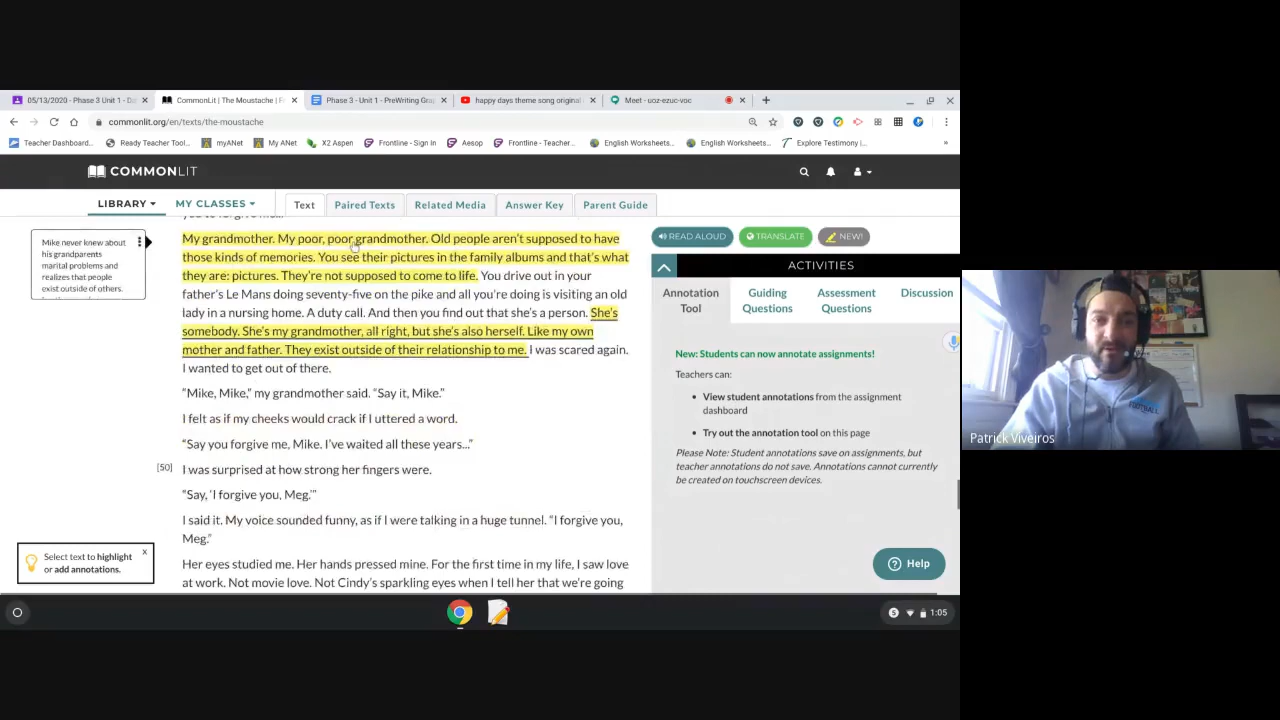 05/13/2020 - Phase 3 Unit 1 - Da
CommonLit | The Moustache | F
Phase 3 - Unit 1 - PreWriting Gra
happy days theme song original
Meet - uoz-ezuc-voc
commonlit.org/en/texts/the-moustache
Teacher Dashboard...
Ready Teacher Tool...
myANet
My ANet
X2 Aspen
Frontline - Sign In
Aesop
Frontline - Teacher...
English Worksheets...
English Worksheets...
Explore Testimony i...
COMMONLIT
LIBRARY
MY CLASSES
Text
Paired Texts
Related Media
Answer Key
Parent Guide
Mike never knew about
his grandparents
marital problems and
realizes that people
exist outside of others.
My grandmother. My poor, poor grandmother. Old people aren't supposed to have
those kinds of memories. You see their pictures in the family albums and that's what
they are: pictures. They're not supposed to come to life. You drive out in your
father's Le Mans doing seventy-five on the pike and all you're doing is visiting an old
lady in a nursing home. A duty call. And then you find out that she's a person. She's
somebody. She's my grandmother, all right, but she's also herself. Like my own
mother and father. They exist outside of their relationship to me. I was scared again.
I wanted to get out of there.
"Mike, Mike," my grandmother said. "Say it, Mike."
I felt as if my cheeks would crack if I uttered a word.
"Say you forgive me, Mike. I've waited all these years..."
[50] I was surprised at how strong her fingers were.
"Say, 'I forgive you, Meg.'"
I said it. My voice sounded funny, as if I were talking in a huge tunnel. "I forgive you,
Meg."
Her eyes studied me. Her hands pressed mine. For the first time in my life, I saw love
at work. Not movie love. Not Cindy's sparkling eyes when I tell her that we're going
Select text to highlight
or add annotations.
x
READ ALOUD
TRANSLATE
NEW!
ACTIVITIES
Annotation
Tool
Guiding
Questions
Assessment
Questions
Discussion
New: Students can now annotate assignments!
Teachers can:
View student annotations from the assignment
dashboard
Try out the annotation tool on this page
Please Note: Student annotations save on assignments, but
teacher annotations do not save. Annotations cannot currently
be created on touchscreen devices.
Help
S
1:05
FOOTBALL
Patrick Viveiros